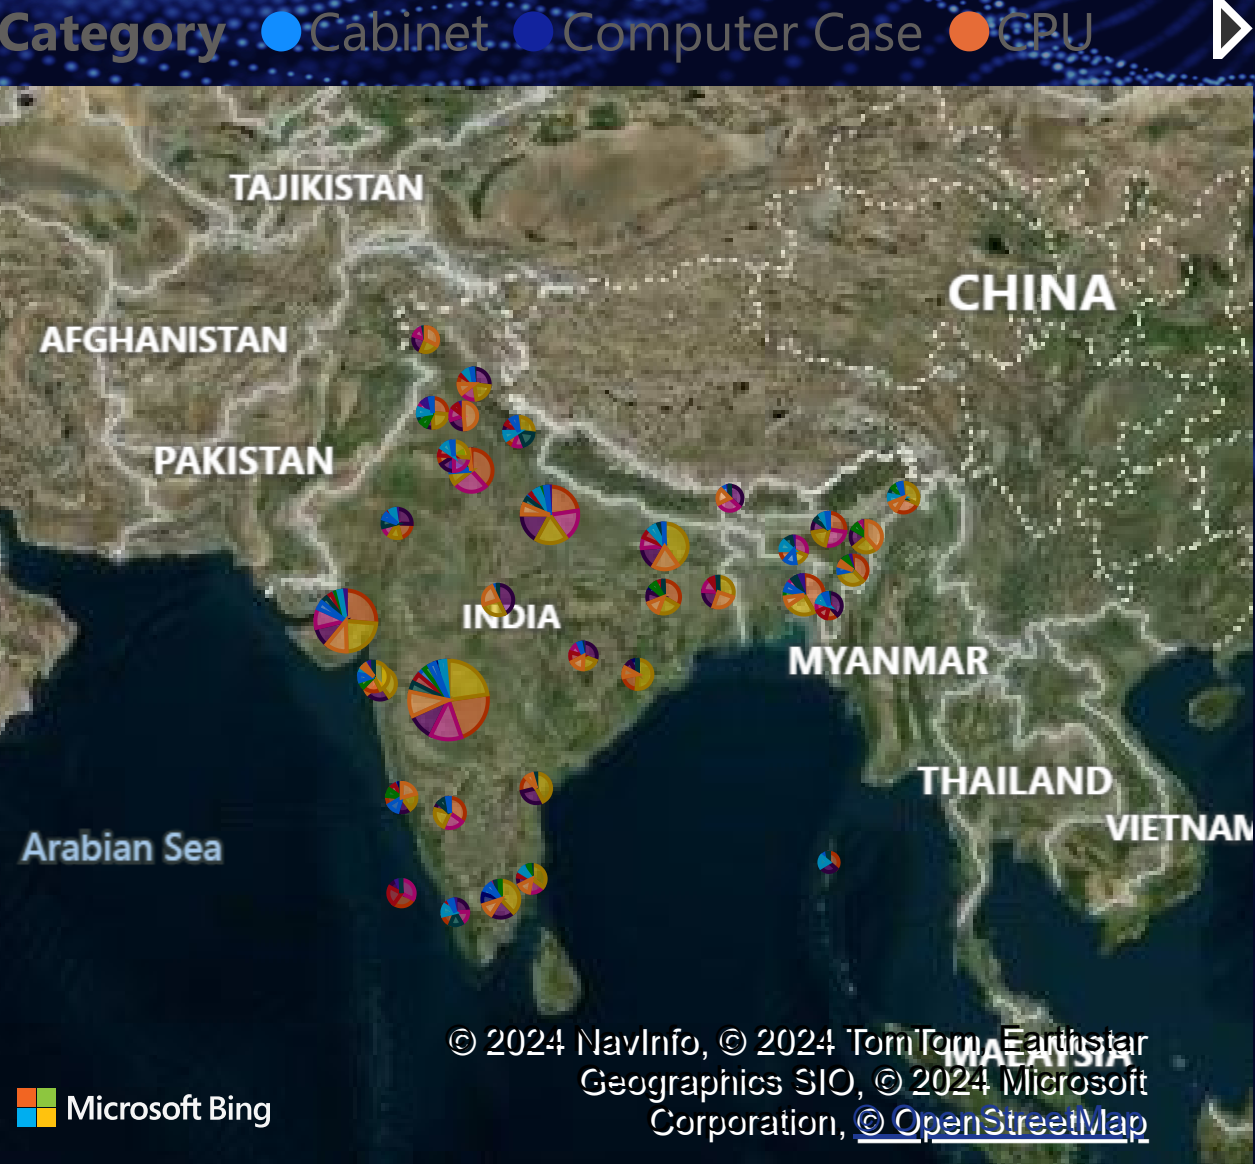 Category Cabinet Computer Case CPU
TAJIKISTAN
CHINA
AFGHANISTAN
PAKISTAN
INDIA
MYANMAR
THAILAND
VIETNAM
Arabian Sea
© 2024 NavInfo, © 2024 TomTom, Earthstar
MALAYSIA
Geographics SIO, © 2024 Microsoft
Microsoft Bing
Corporation, © OpenStreetMap